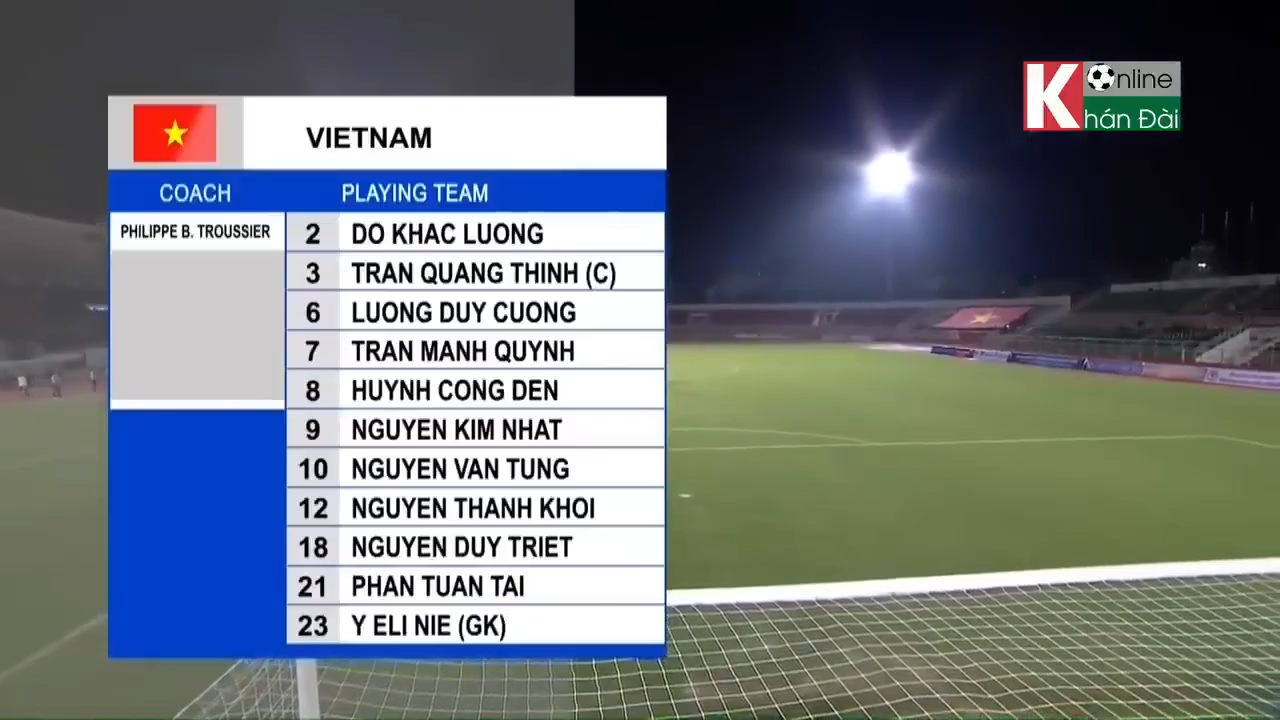 VIETNAM
COACH PLAYING TEAM
PHILIPPE B. TROUSSIER
2 DO KHAC LUONG
3 TRAN QUANG THINH (C)
6 LUONG DUY CUONG
7 TRAN MANH QUYNH
8 HUYNH CONG DEN
9 NGUYEN KIM NHAT
10 NGUYEN VAN TUNG
12 NGUYEN THANH KHOI
18 NGUYEN DUY TRIET
21 PHAN TUAN TAI
23 Y ELI NIE (GK)
K Online
hán Đài